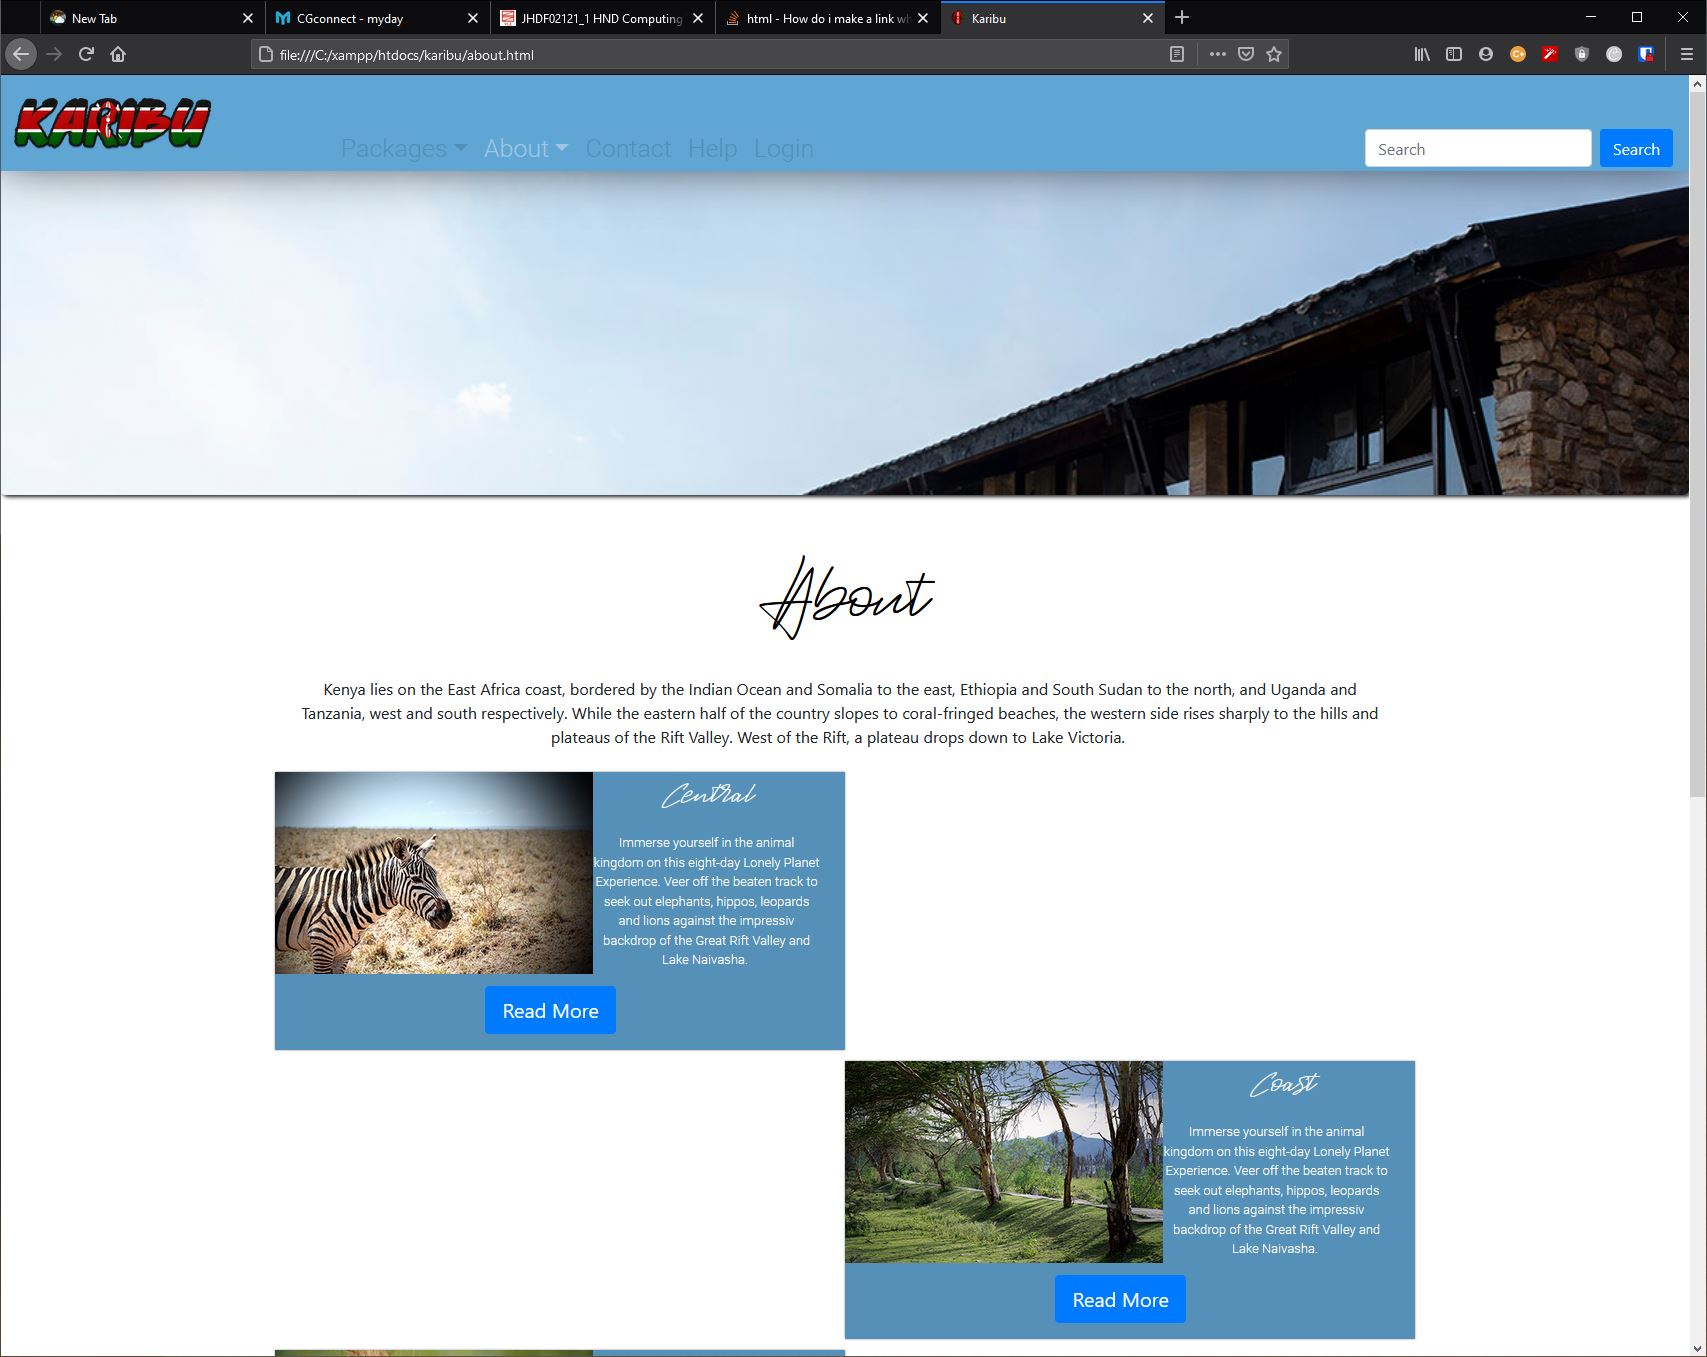 New Tab
CGconnect - myday
JHDF02121_1 HND Computing
html - How do i make a link wh
Karibu
file:///C:/xampp/htdocs/karibu/about.html
KARIBU
Packages About Contact Help Login
Search
Search
About
Kenya lies on the East Africa coast, bordered by the Indian Ocean and Somalia to the east, Ethiopia and South Sudan to the north, and Uganda and
Tanzania, west and south respectively. While the eastern half of the country slopes to coral-fringed beaches, the western side rises sharply to the hills and
plateaus of the Rift Valley. West of the Rift, a plateau drops down to Lake Victoria.
Central
Immerse yourself in the animal
kingdom on this eight-day Lonely Planet
Experience. Veer off the beaten track to
seek out elephants, hippos, leopards
and lions against the impressiv
backdrop of the Great Rift Valley and
Lake Naivasha.
Read More
Coast
Immerse yourself in the animal
kingdom on this eight-day Lonely Planet
Experience. Veer off the beaten track to
seek out elephants, hippos, leopards
and lions against the impressiv
backdrop of the Great Rift Valley and
Lake Naivasha.
Read More